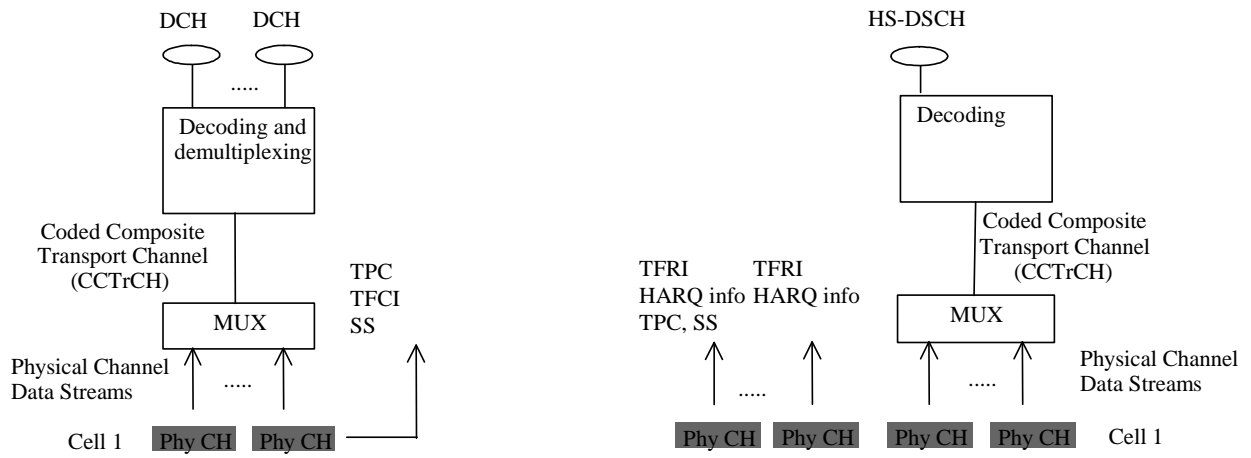 DCH DCH
.....
Decoding and
demultiplexing
Coded Composite
Transport Channel
(CCTrCH)
TPC
TFCI
SS
MUX
Physical Channel
Data Streams
.....
Cell 1 Phy CH Phy CH
HS-DSCH
Decoding
Coded Composite
Transport Channel
(CCTrCH)
TFRI
HARQ info
TPC, SS
TFRI
HARQ info
MUX
Physical Channel
Data Streams
.....
.....
Phy CH Phy CH Phy CH Phy CH Cell 1